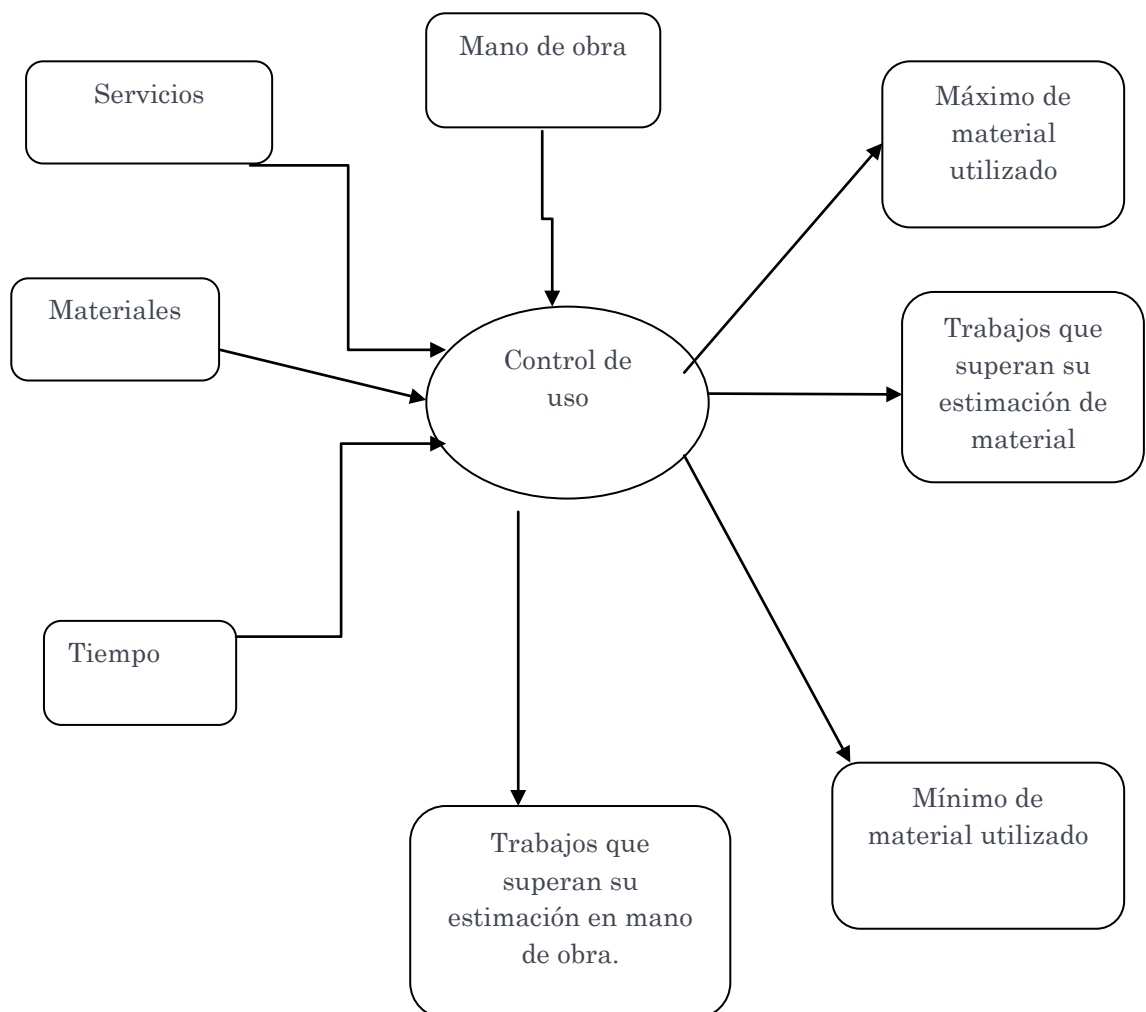 Mano de obra
Servicios
Máximo de
material
utilizado
Materiales
Trabajos que
superan su
estimación de
material
Control de
uso
Tiempo
Mínimo de
material utilizado
Trabajos que
superan su
estimación en mano
de obra.